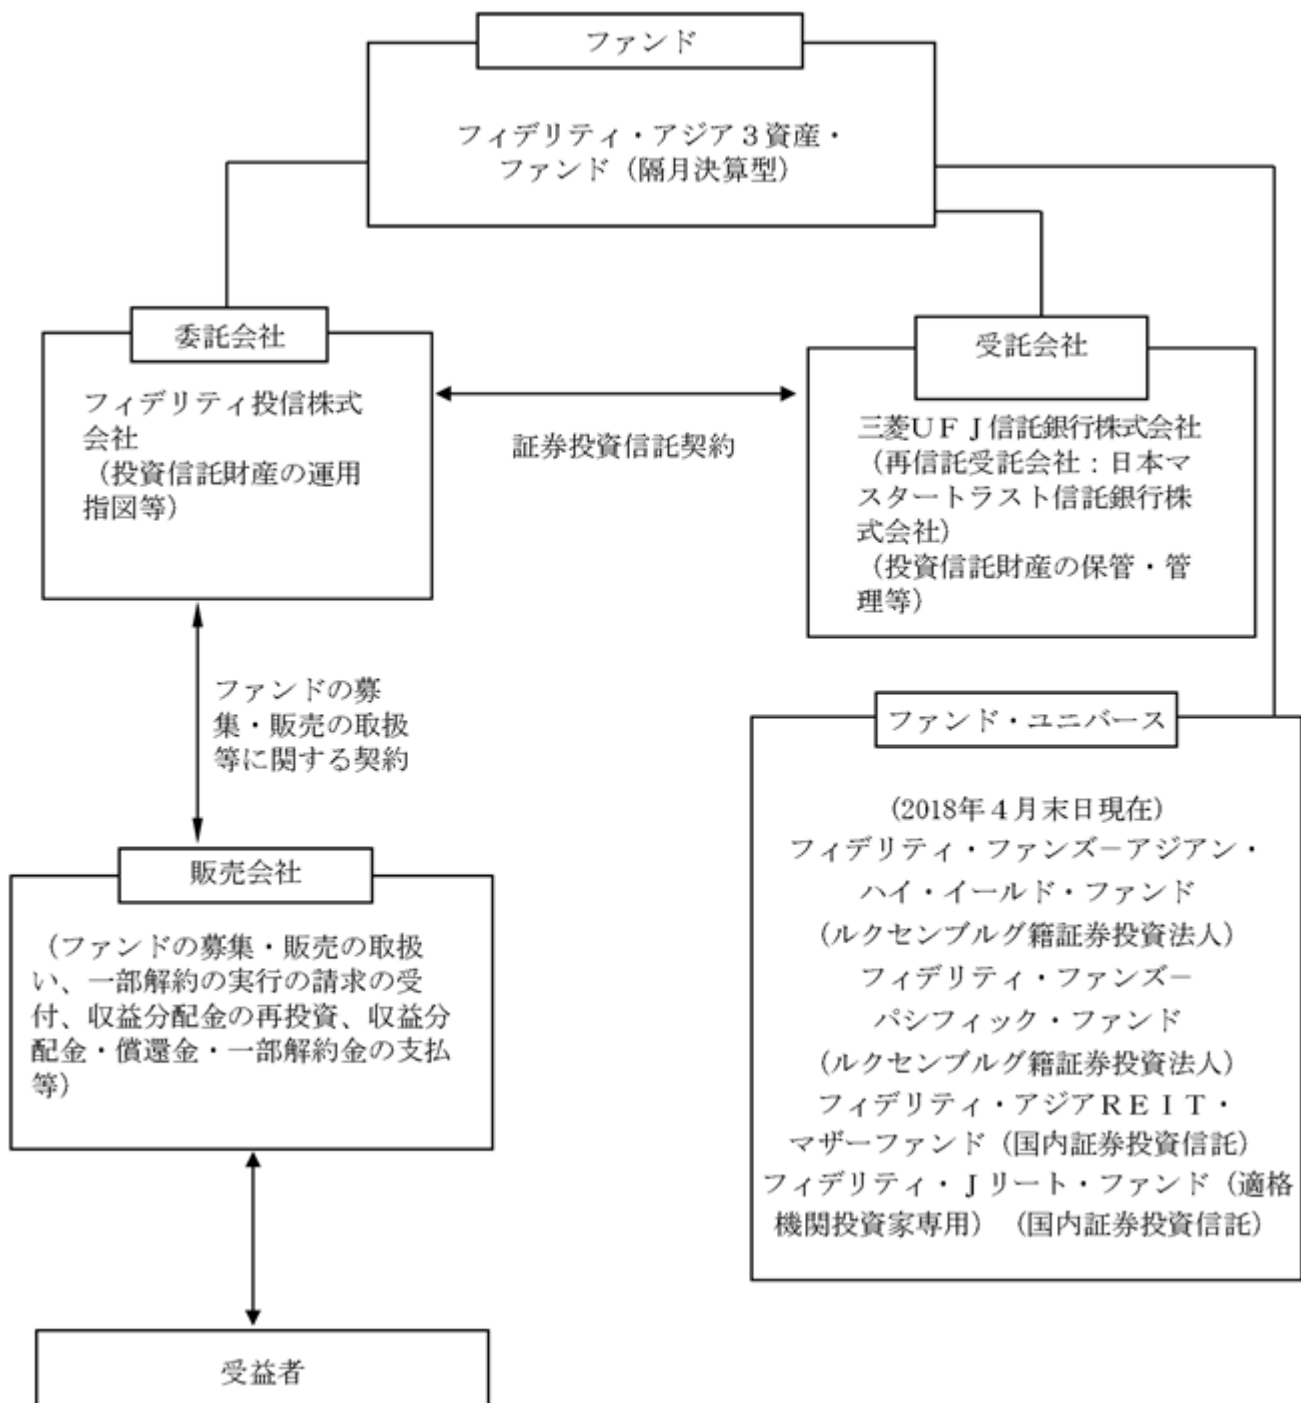 ファンド
フィデリティ・アジア３資産・
ファンド（隔月決算型）
委託会社
フィデリティ投信株式
会社
（投資信託財産の運用
指図等）
証券投資信託契約
受託会社
三菱ＵＦＪ信託銀行株式会社
（再信託受託会社：日本マ
スタートラスト信託銀行株
式会社）
（投資信託財産の保管・管
理等）
ファンドの募
集・販売の取扱
等に関する契約
販売会社
（ファンドの募集・販売の取扱
い、一部解約の実行の請求の受
付、収益分配金の再投資、収益分
配金・償還金・一部解約金の支払
等）
受益者
ファンド・ユニバース
（2018年４月末日現在）
フィデリティ・ファンズ－アジアン・
ハイ・イールド・ファンド
（ルクセンブルグ籍証券投資法人）
フィデリティ・ファンズ－
パシフィック・ファンド
（ルクセンブルグ籍証券投資法人）
フィデリティ・アジアＲＥＩＴ・
マザーファンド（国内証券投資信託）
フィデリティ・Ｊリート・ファンド（適格
機関投資家専用）（国内証券投資信託）